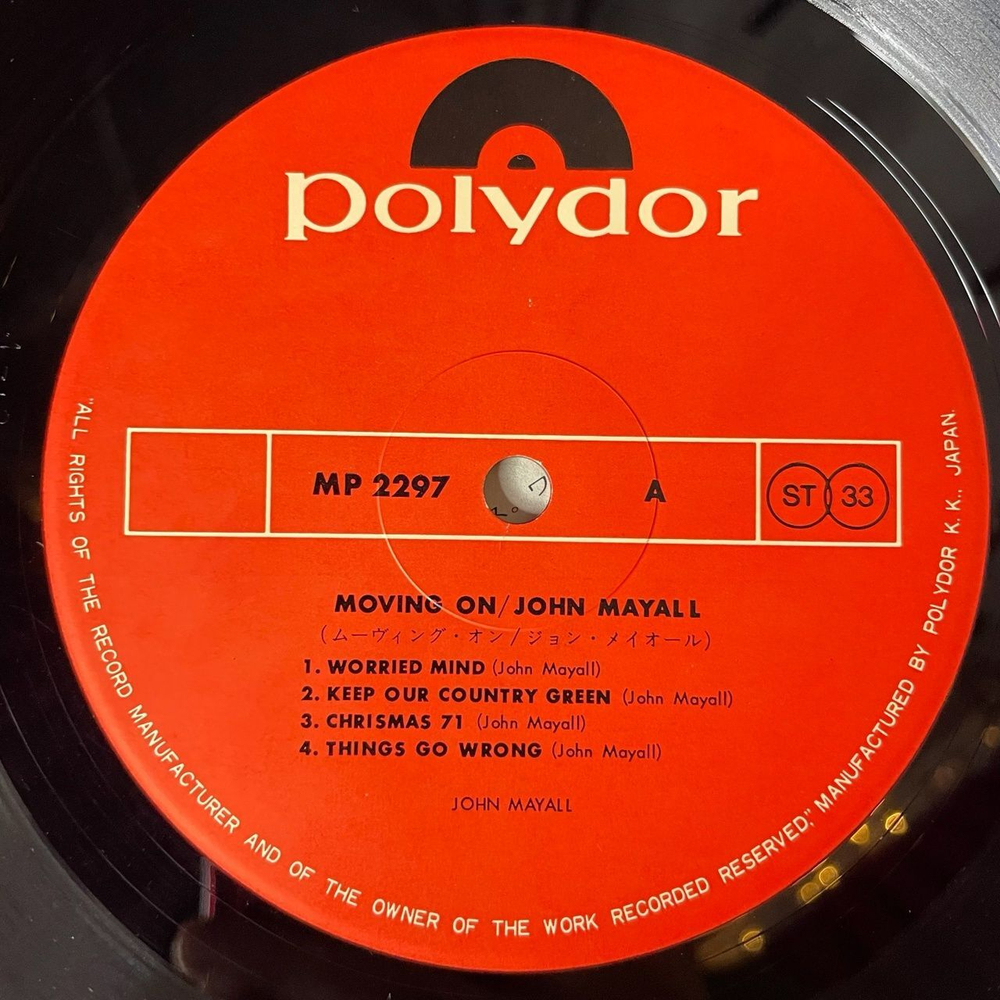 polydor
MP 2297
A
ST 33
MOVING ON/JOHN MAYALL
(ムーヴィング・オン/ジョン・メイオール)
1. WORRIED MIND (John Mayall)
2. KEEP OUR COUNTRY GREEN (John Mayall)
3. CHRISMAS 71 (John Mayall)
4. THINGS GO WRONG (John Mayall)
JOHN MAYALL
"ALL RIGHTS OF THE RECORD MANUFACTURER AND OF THE OWNER OF THE WORK RECORDED RESERVED," MANUFACTURED BY POLYDOR K. K., JAPAN.